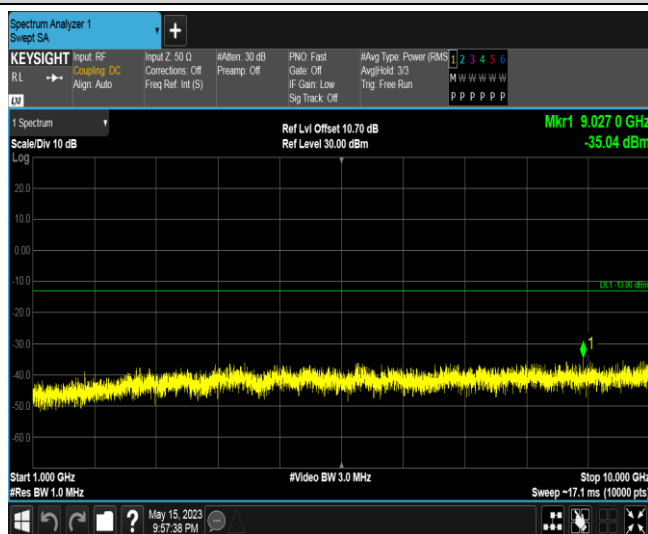 Spectrum Analyzer 1
Swept SA
+
KEYSIGHT
RL
LXI
Input: RF
Coupling: DC
Align: Auto
Input Z: 50 Ω
Corrections: Off
Freq Ref: Int (S)
#Atten: 30 dB
Preamp: Off
PNO: Fast
Gate: Off
IF Gain: Low
Sig Track: Off
#Avg Type: Power (RMS
Avg|Hold: 3/3
Trig: Free Run
1 2 3 4 5 6
M W W W W W
P P P P P P
1 Spectrum
Scale/Div 10 dB
Log
Ref Lvl Offset 10.70 dB
Ref Level 30.00 dBm
Mkr1 9.027 0 GHz
-35.04 dBm
20.0
10.0
0.00
-10.0
DL1 -13.00 dBm
-20.0
-30.0
1
-40.0
-50.0
-60.0
Start 1.000 GHz
#Res BW 1.0 MHz
#Video BW 3.0 MHz
Stop 10.000 GHz
Sweep ~17.1 ms (10000 pts)
?
May 15, 2023
9:57:38 PM